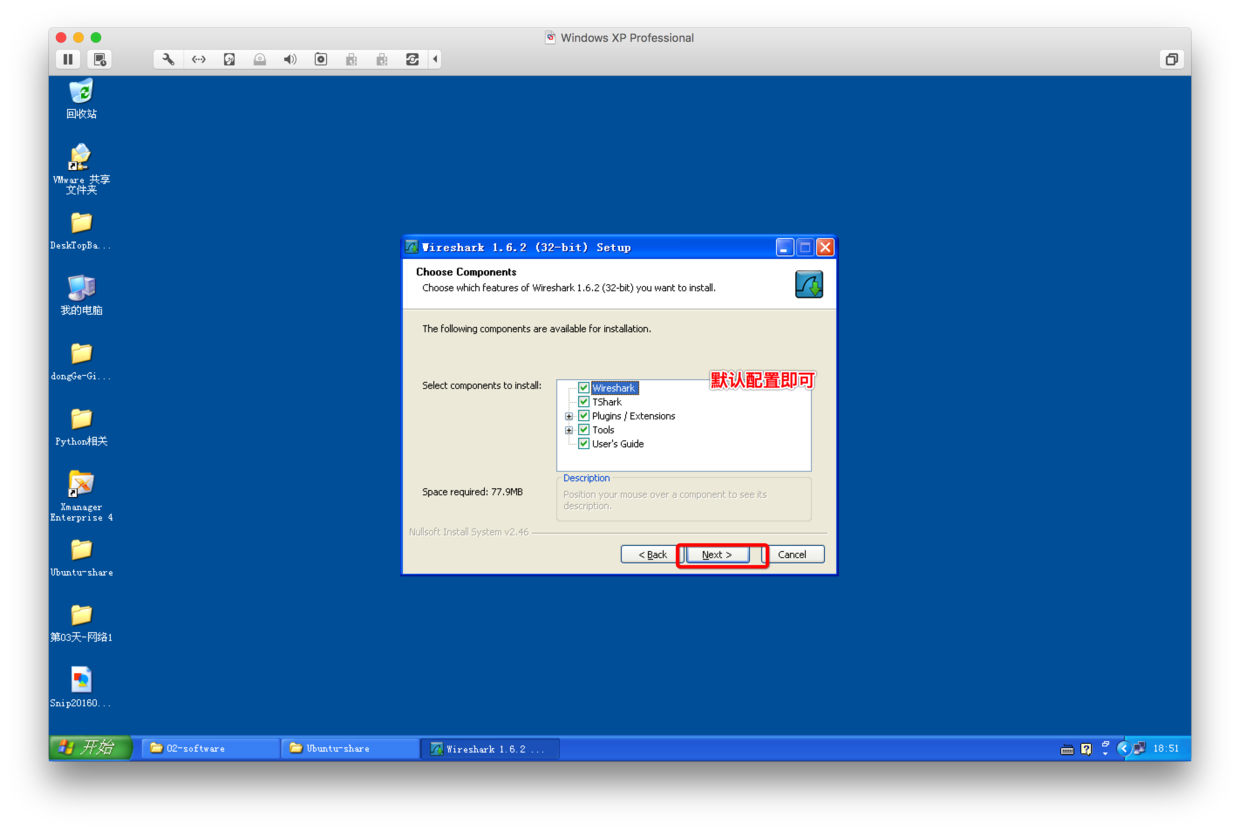 Windows XP Professional
回收站
VMware 共享
文件夹
DeskTopBa...
我的电脑
dongGe-Gi...
Python相关
Xmanager
Enterprise 4
Ubuntu-share
第03天-网络1
Snip20160...
Wireshark 1.6.2 (32-bit) Setup
Choose Components
Choose which features of Wireshark 1.6.2 (32-bit) you want to install.
The following components are available for installation.
Select components to install:
默认配置即可
Wireshark
TShark
Plugins / Extensions
Tools
User's Guide
Space required: 77.9MB
Description
Position your mouse over a component to see its
description.
Nullsoft Install System v2.46
< Back
Next >
Cancel
开始
02-software
Ubuntu-share
Wireshark 1.6.2 ...
18:51